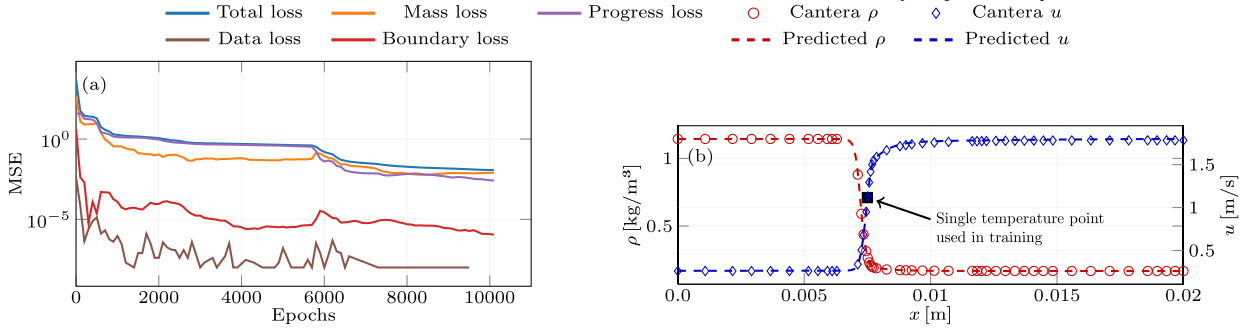 Total loss Mass loss Progress loss
Data loss Boundary loss
Cantera ρ Cantera u
Predicted ρ Predicted u
(a)
10⁰
10⁻⁵
MSE
0 2000 4000 6000 8000 10000
Epochs
(b)
1
0.5
ρ [kg/m³]
1.5
1
0.5
u [m/s]
Single temperature point
used in training
0.0 0.005 0.01 0.015 0.02
x [m]